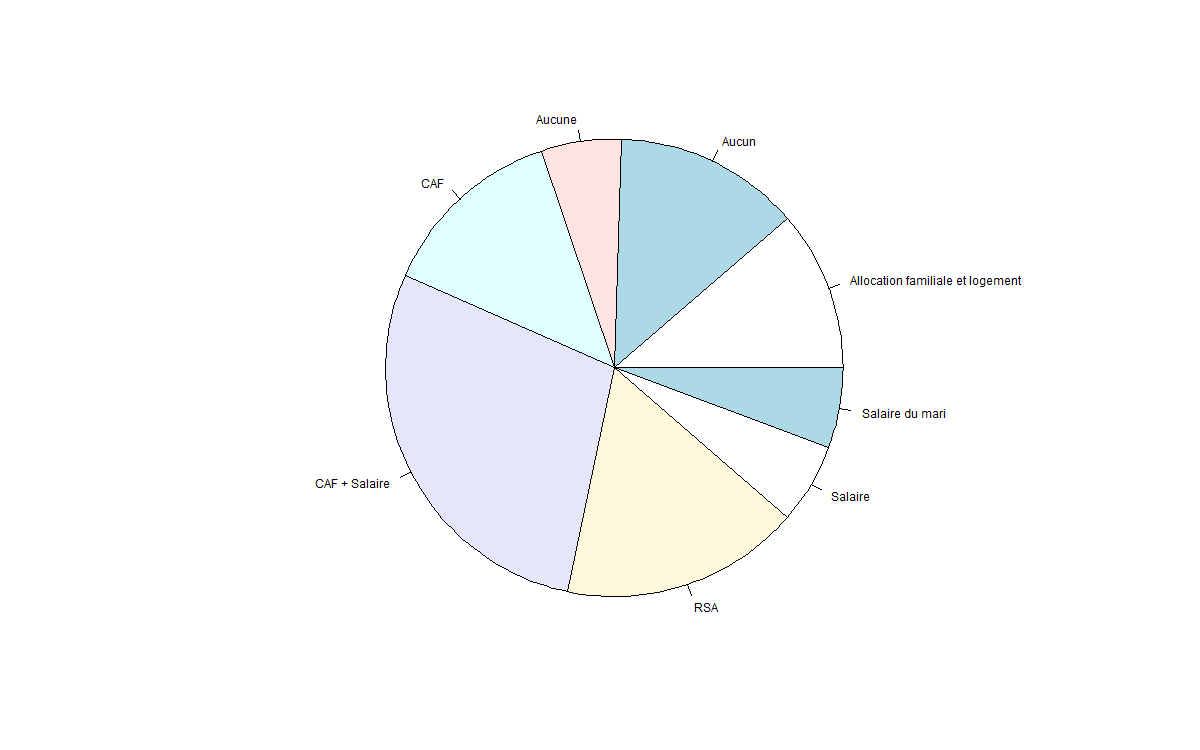 Aucune
Aucun
CAF
Allocation familiale et logement
Salaire du mari
CAF + Salaire
Salaire
RSA